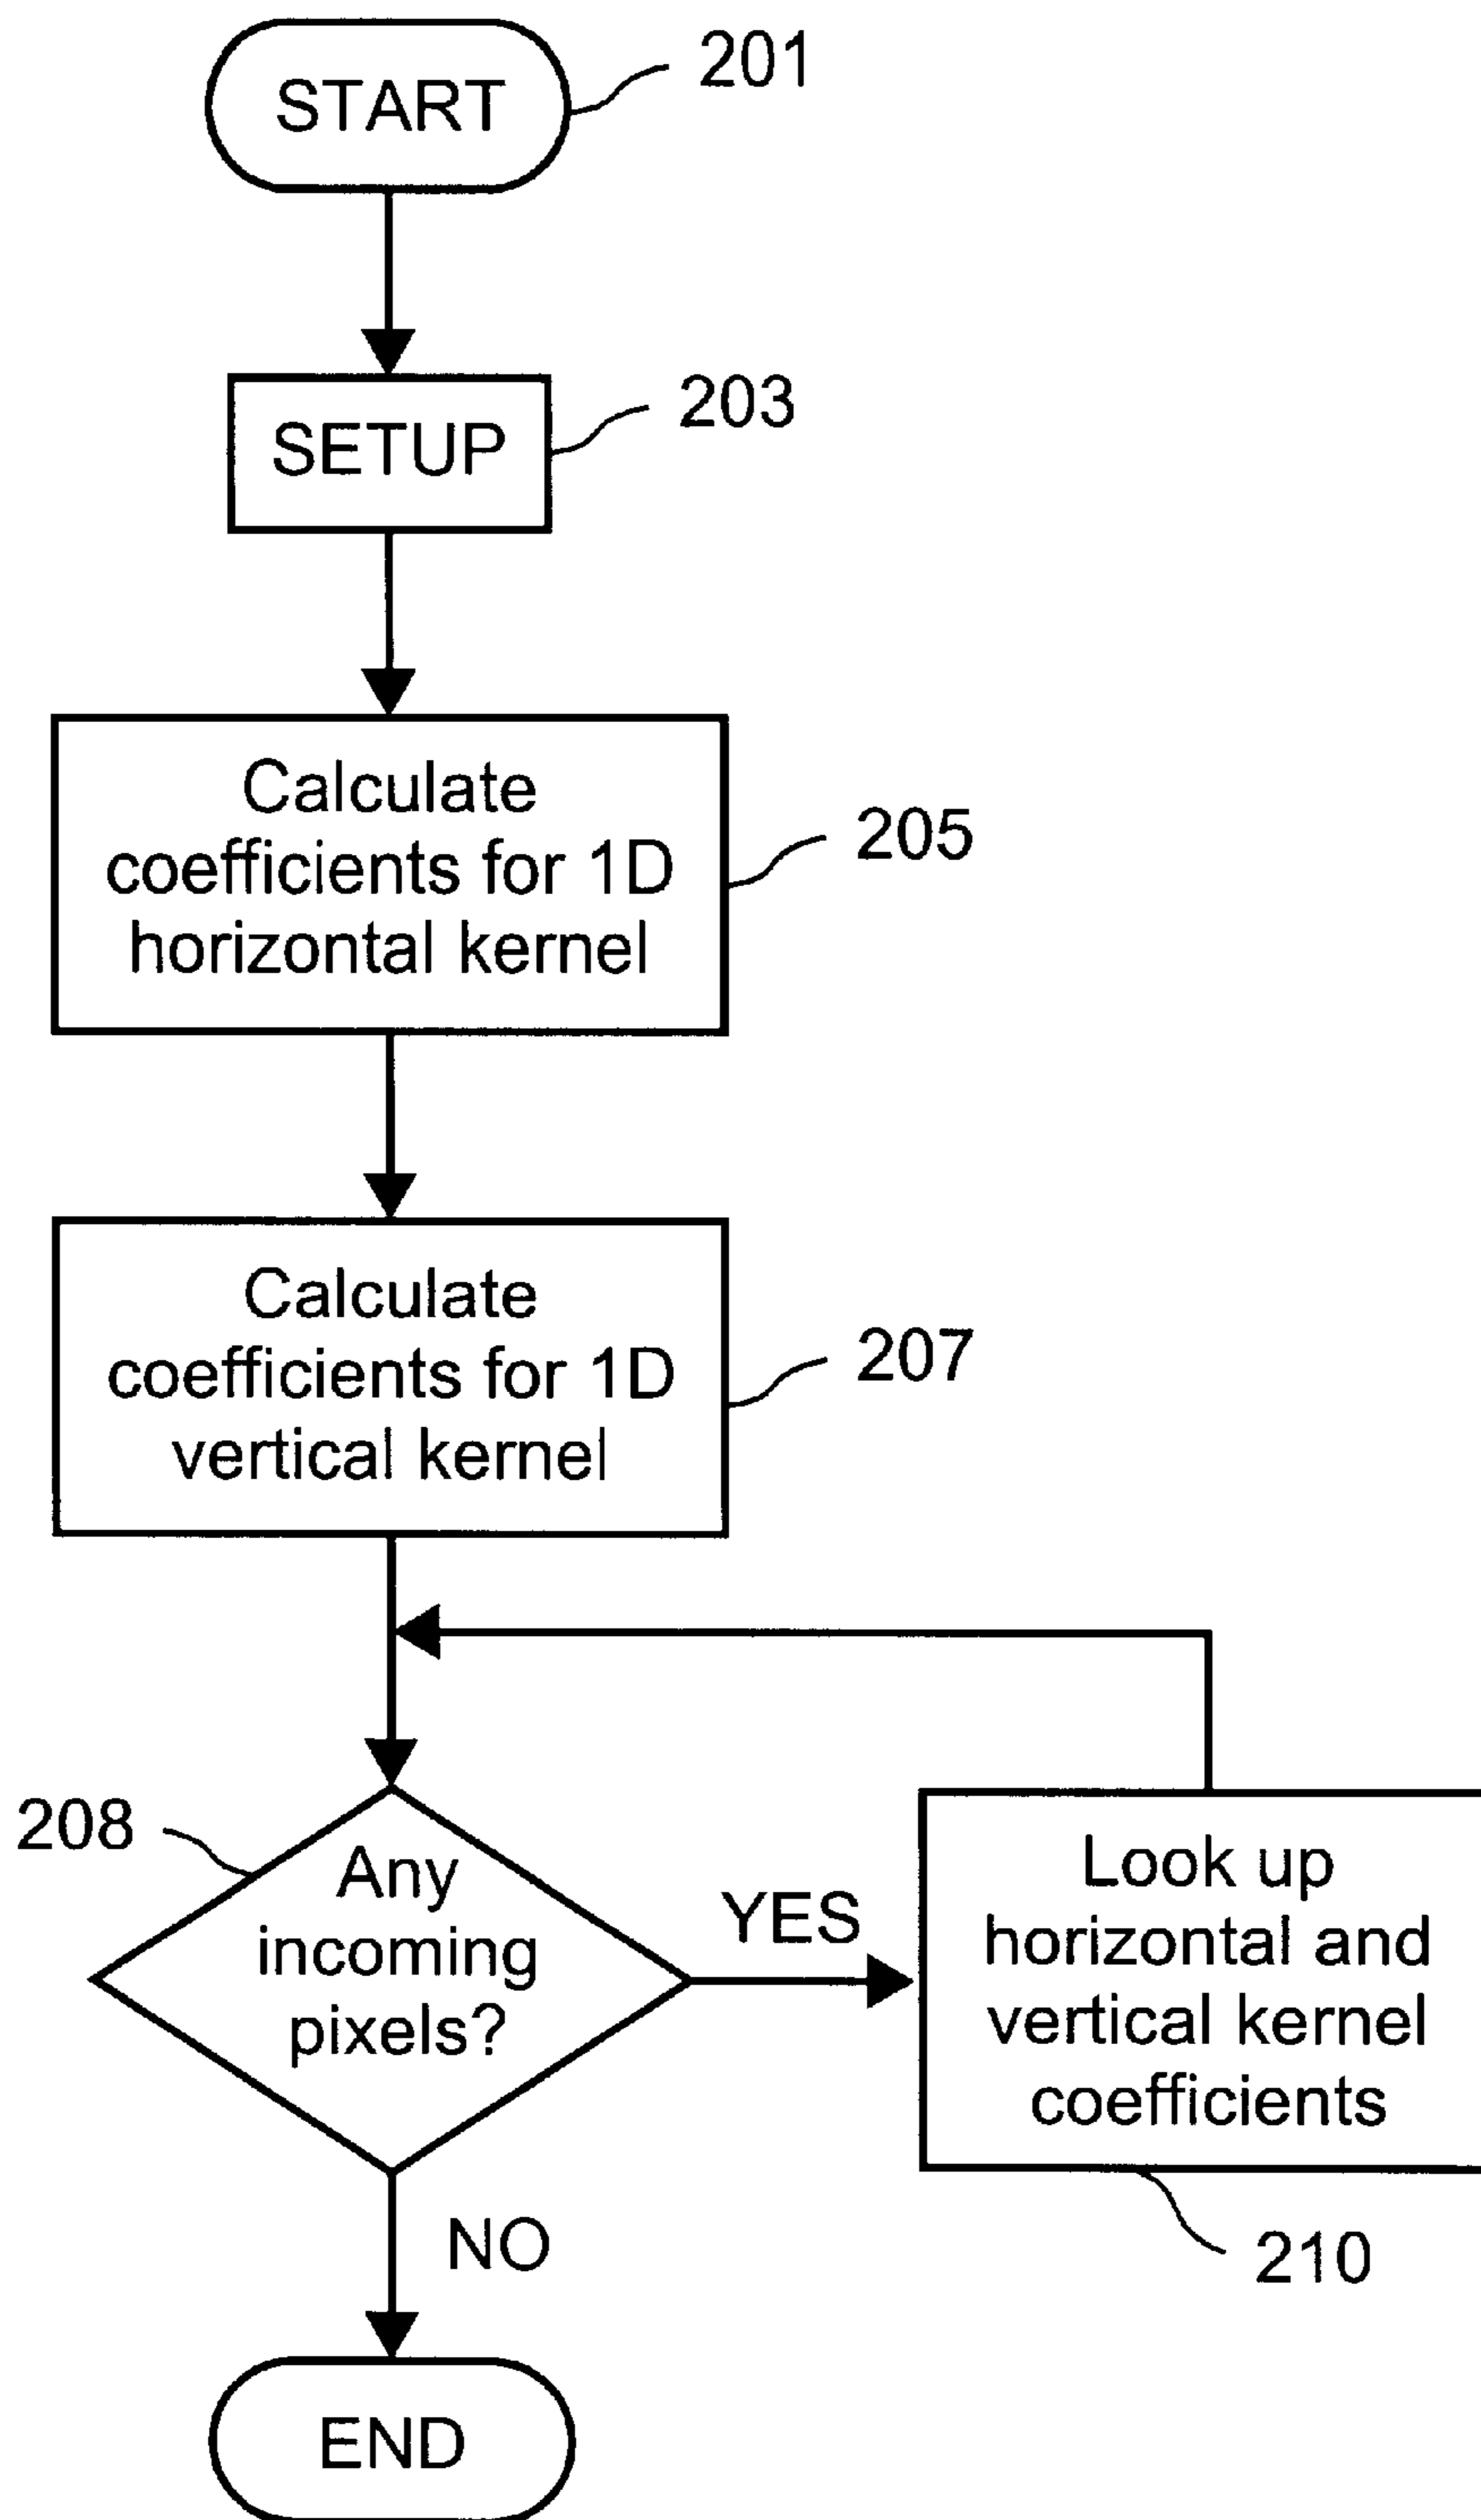 START
201
SETUP
203
Calculate
coefficients for 1D
horizontal kernel
205
Calculate
coefficients for 1D
vertical kernel
207
208
Any
incoming
pixels?
YES
Look up
horizontal and
vertical kernel
coefficients
210
NO
END